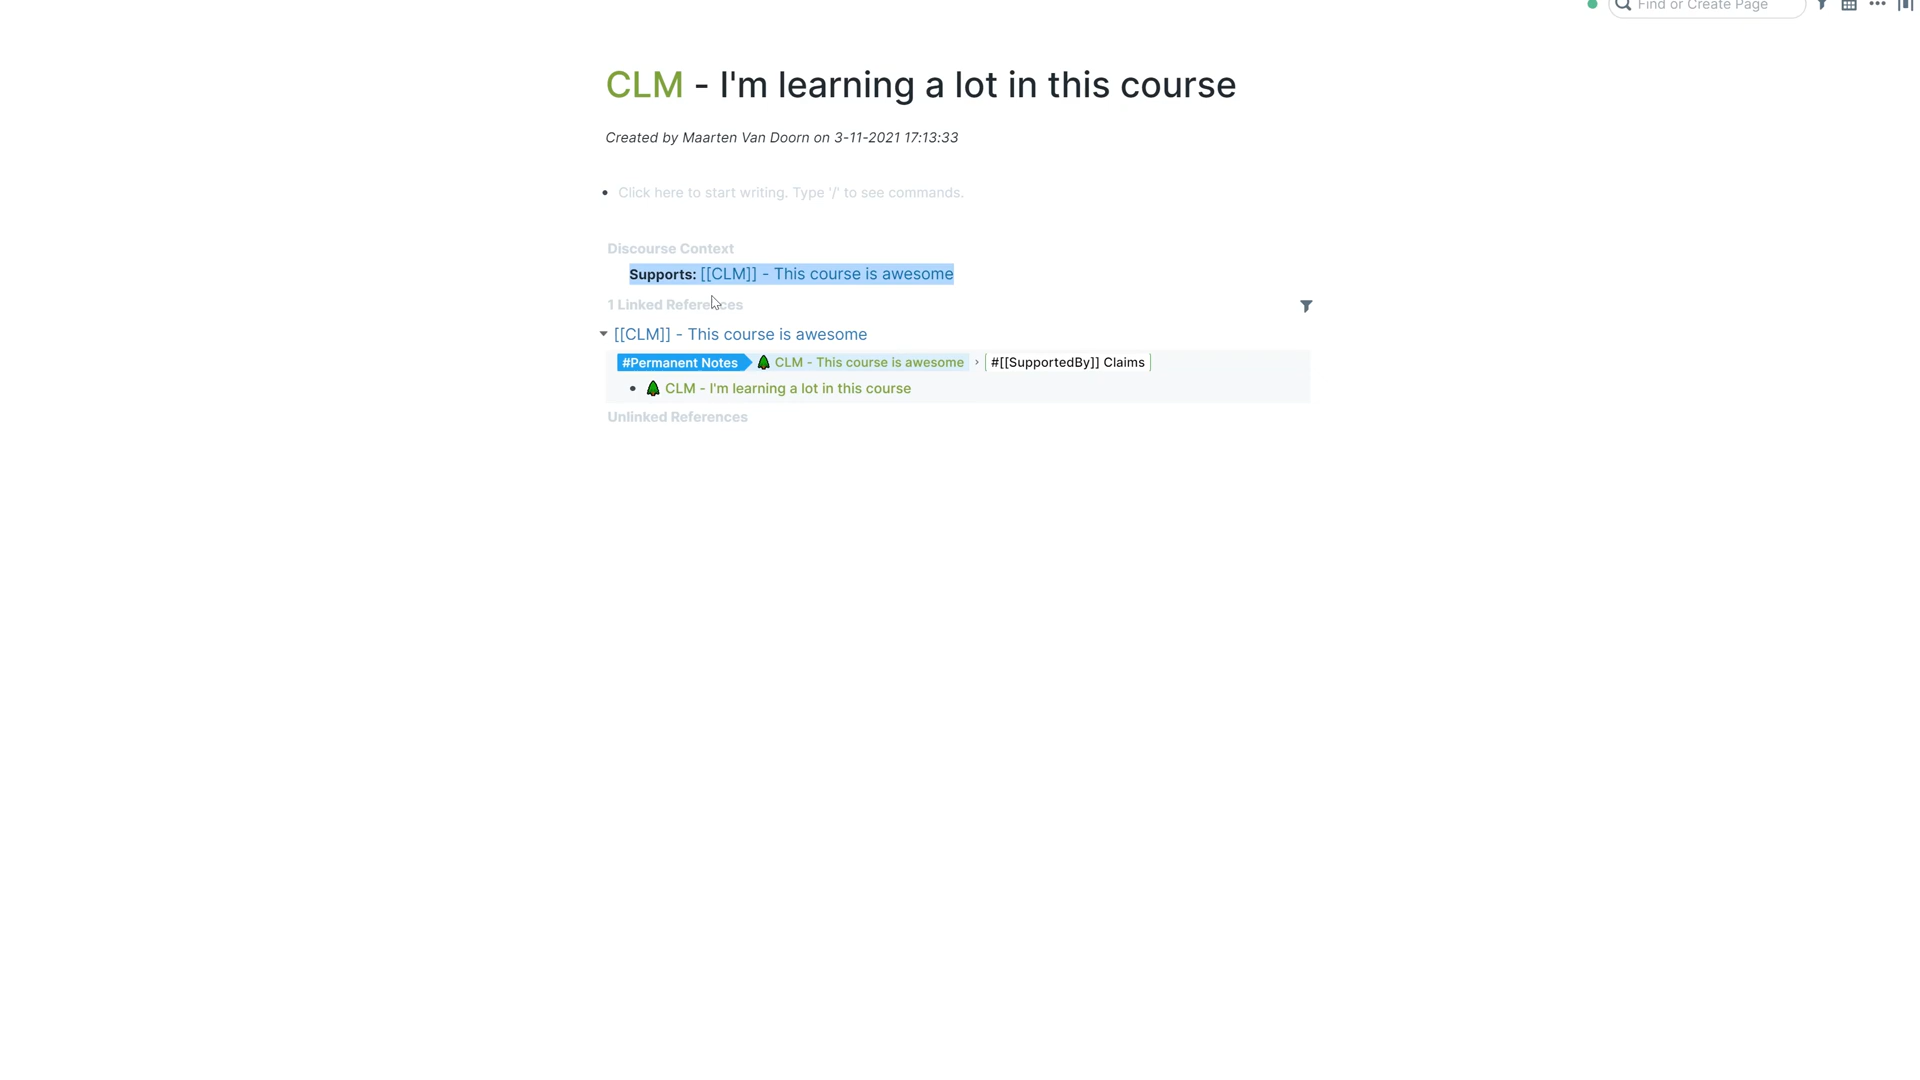 Find or Create Page
CLM - I'm learning a lot in this course
Created by Maarten Van Doorn on 3-11-2021 17:13:33
Click here to start writing. Type '/' to see commands.
Discourse Context
Supports: [[CLM]] - This course is awesome
1 Linked References
[[CLM]] - This course is awesome
#Permanent Notes CLM - This course is awesome › #[[SupportedBy]] Claims
CLM - I'm learning a lot in this course
Unlinked References